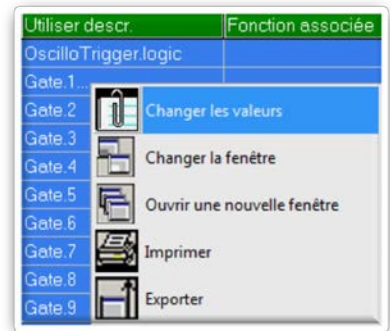 Utiliser descr. Fonction associée
OscilloTrigger.logic
Gate.1...
Gate.2
Changer les valeurs
Gate.3
Gate.4
Changer la fenêtre
Gate.5
Ouvrir une nouvelle fenêtre
Gate.6
Gate.7
Imprimer
Gate.8
Gate.9
Exporter